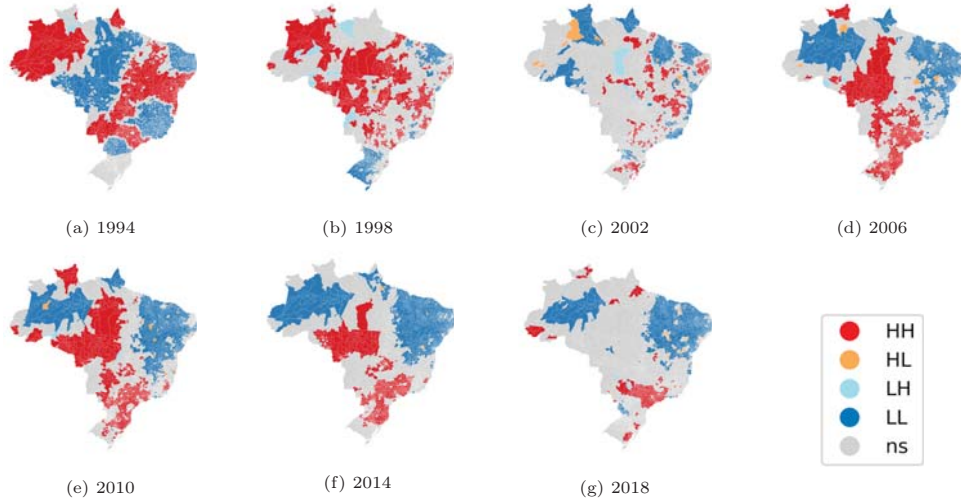 (a) 1994
(b) 1998
(c) 2002
(d) 2006
HH
HL
LH
LL
ns
(e) 2010
(f) 2014
(g) 2018